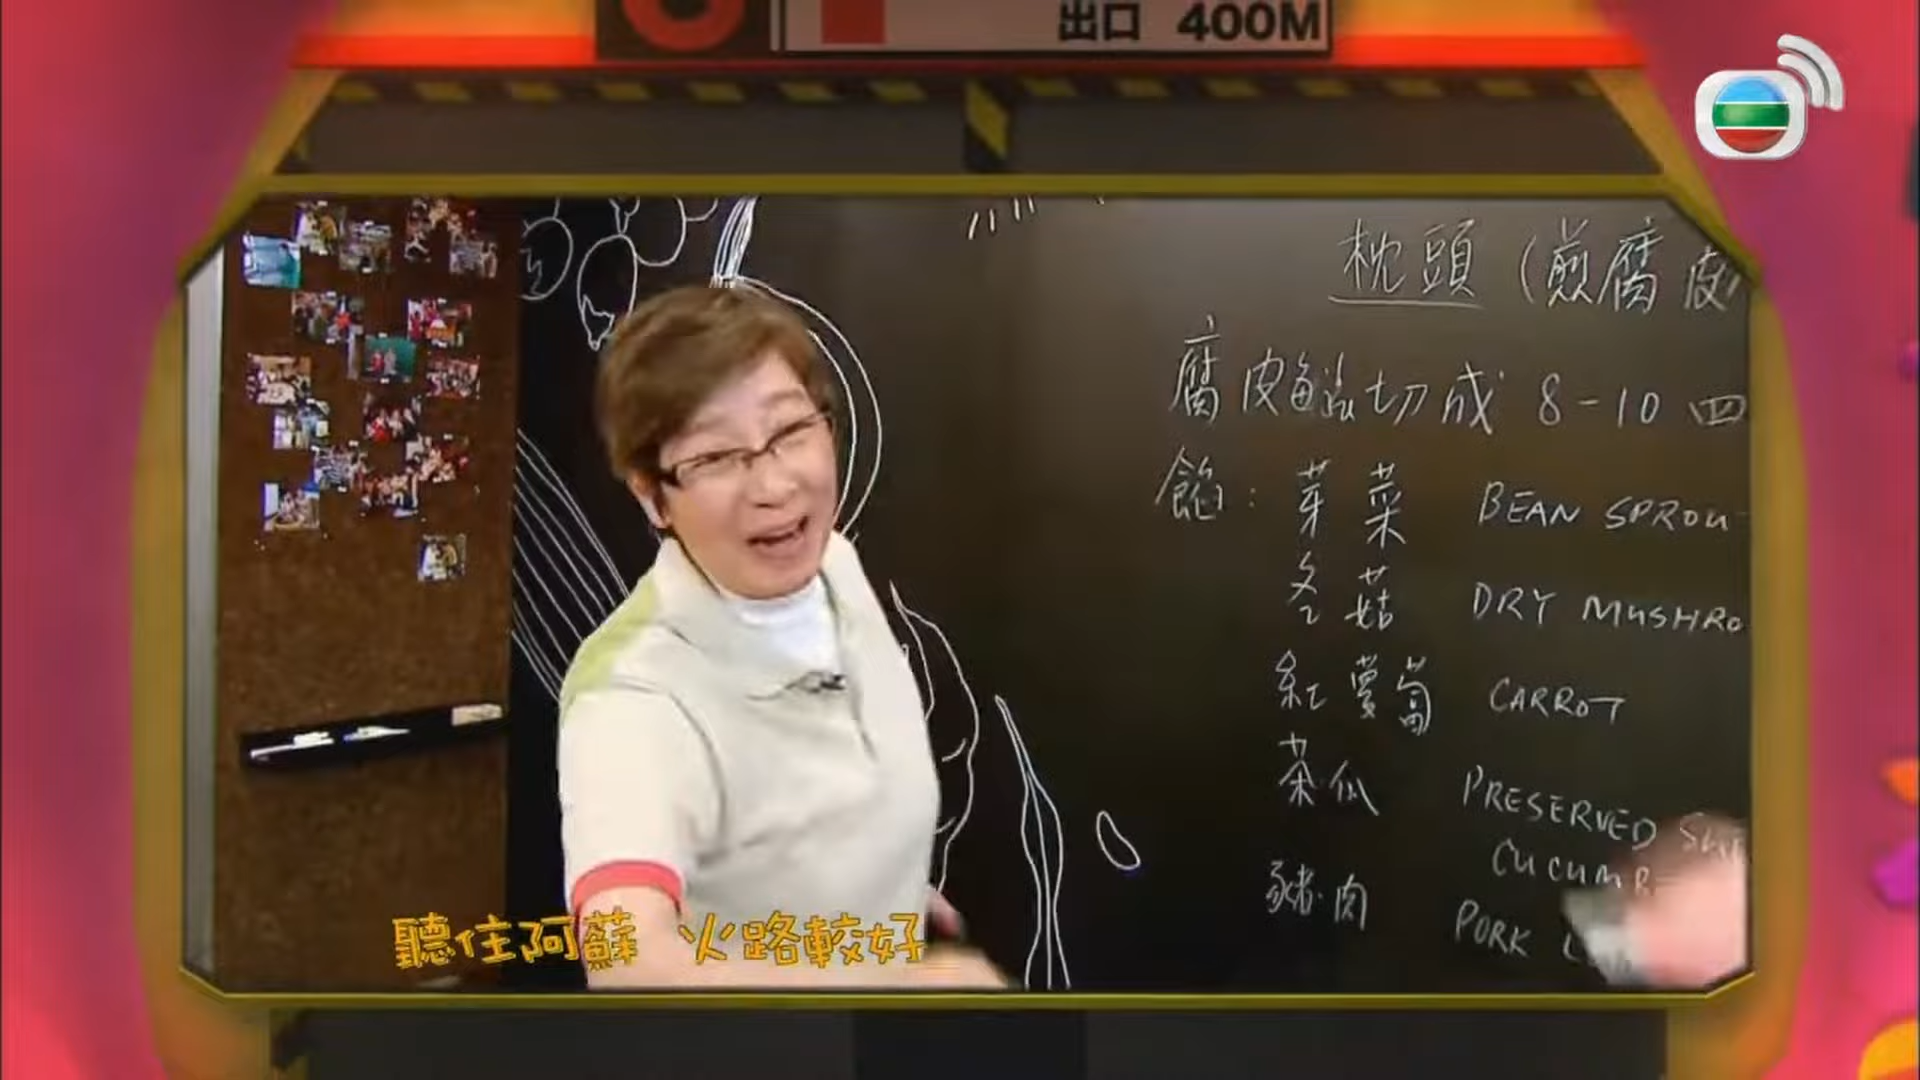 出口 400M
枕頭 (煎腐皮
腐皮 切成 8-10 四
餡: 芽菜 BEAN SPROU
冬菇 DRY MUSHRO
紅蘿蔔 CARROT
茶瓜 PRESERVED
CUCUMB
豬肉 PORK
聽住阿蘇 火路較好